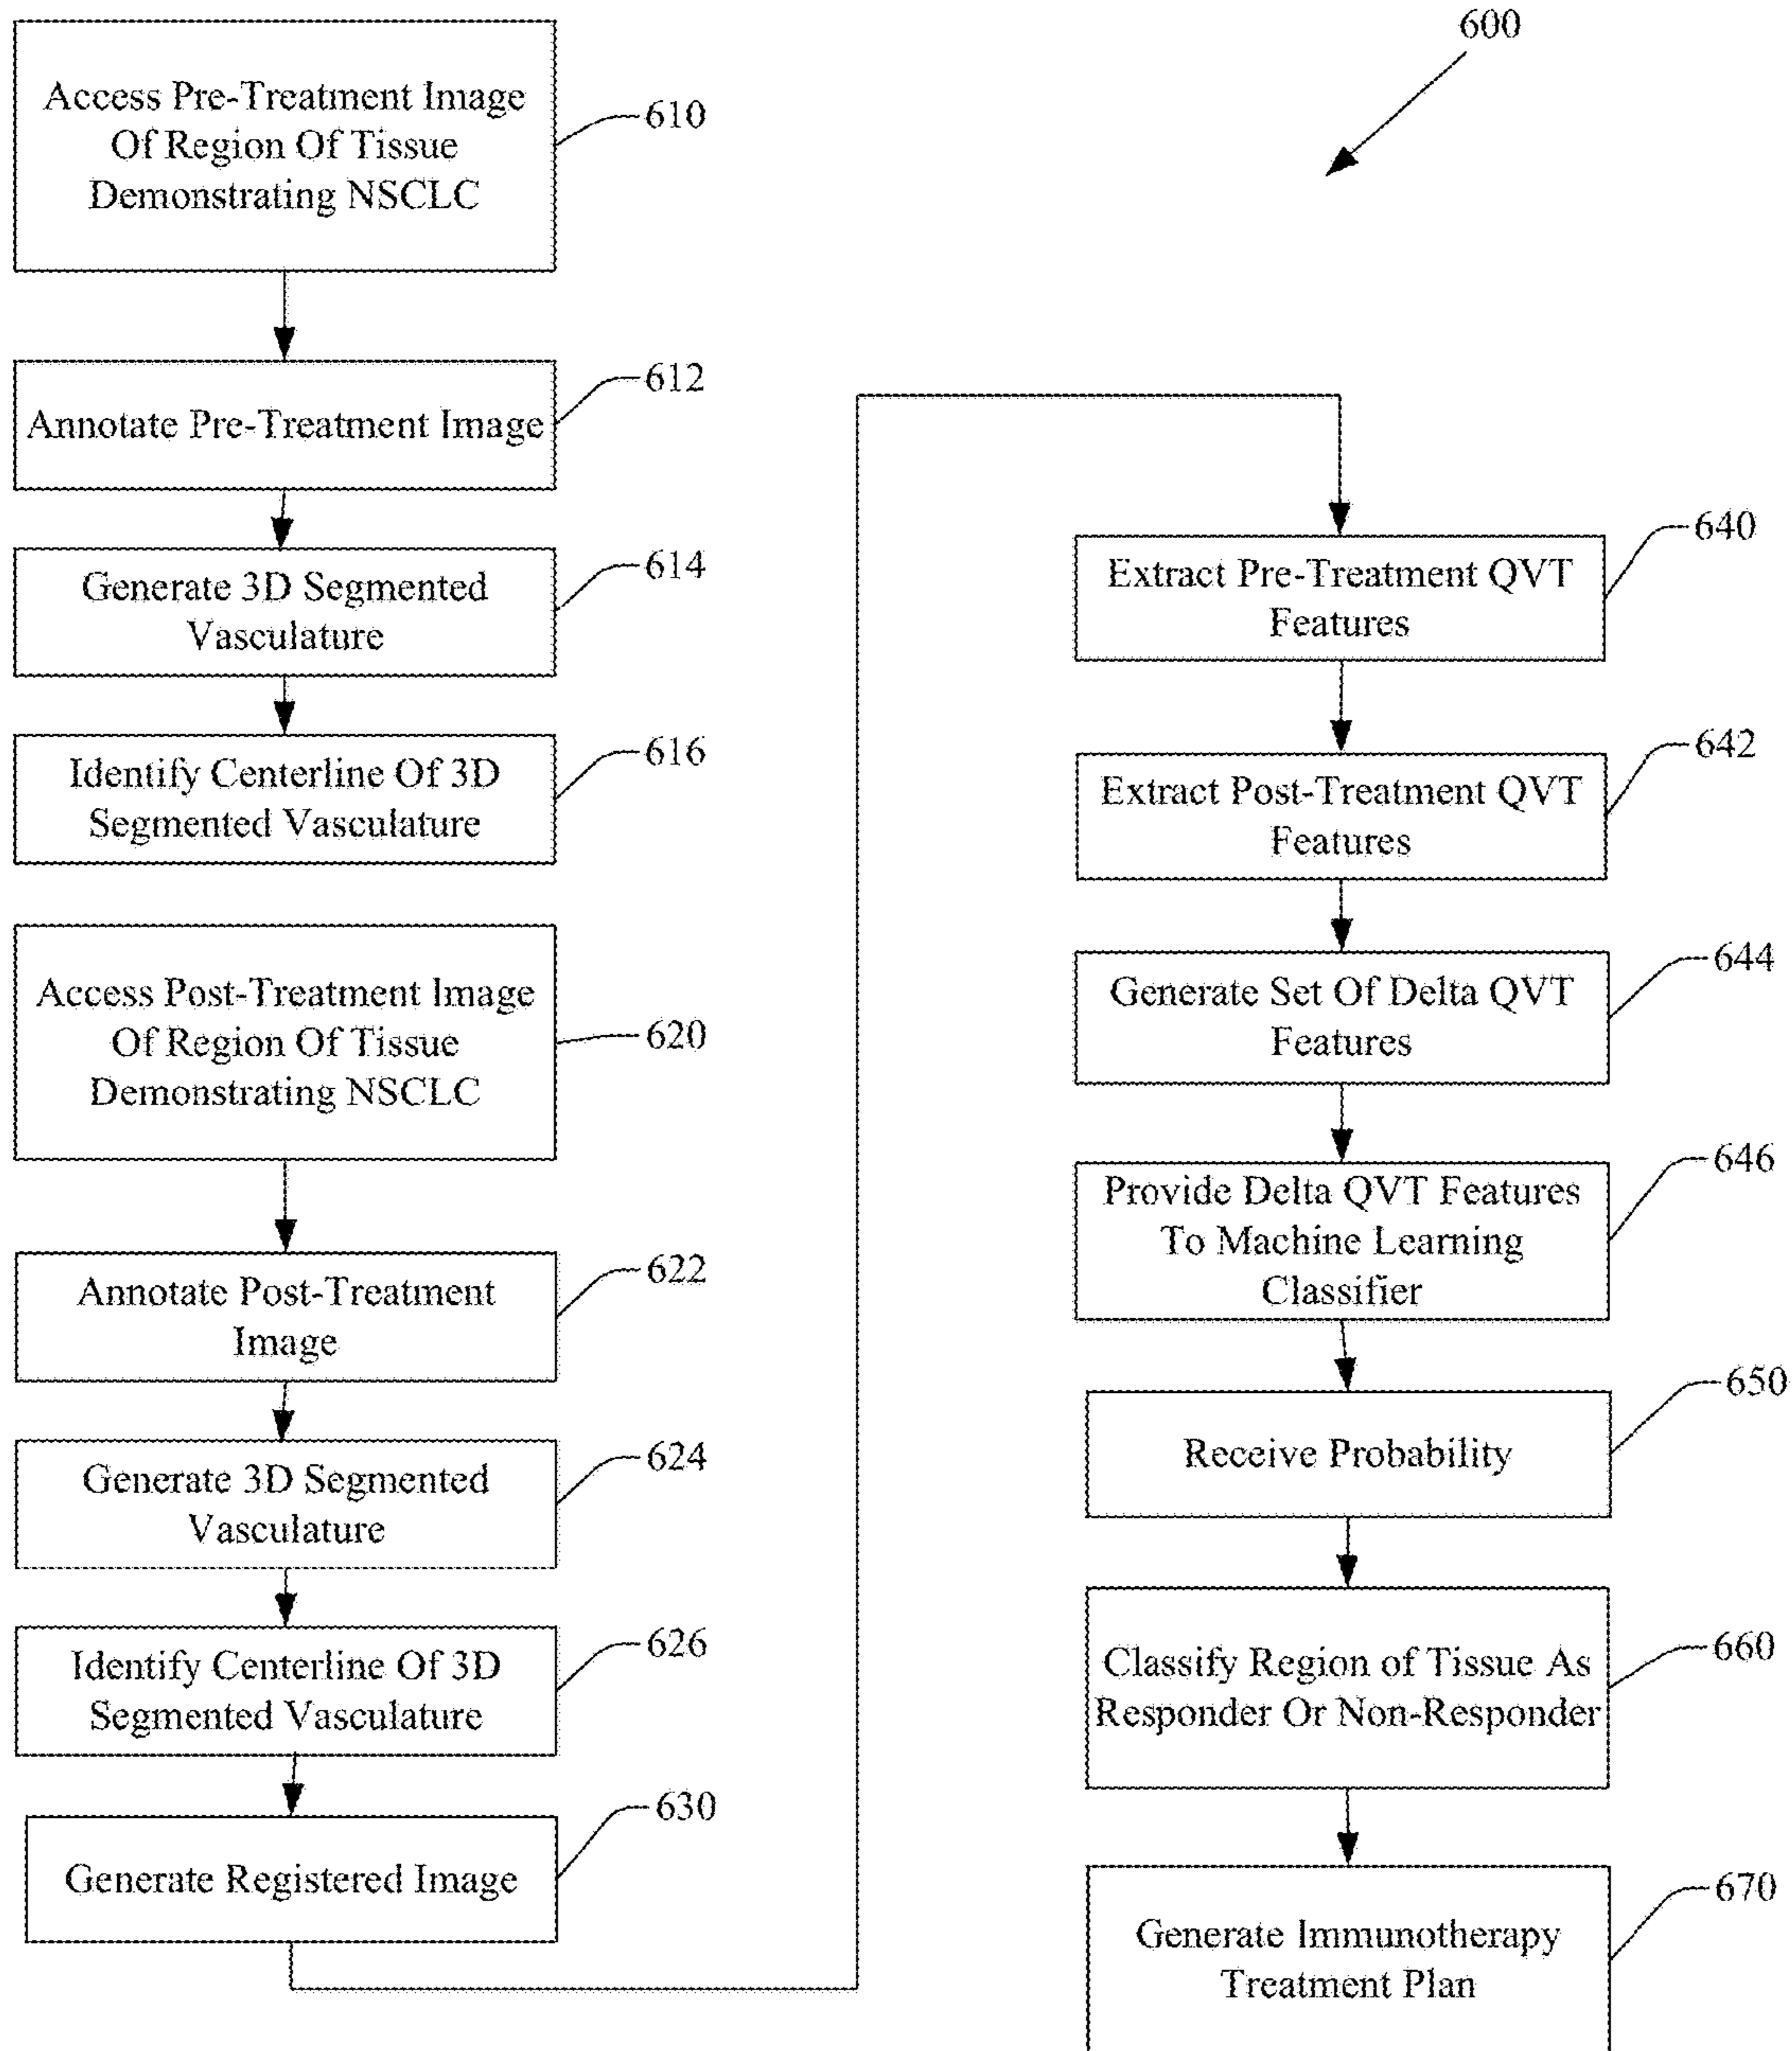 600
Access Pre-Treatment Image
Of Region Of Tissue
Demonstrating NSCLC
610
Annotate Pre-Treatment Image
612
Generate 3D Segmented
Vasculature
614
Identify Centerline Of 3D
Segmented Vasculature
616
Access Post-Treatment Image
Of Region Of Tissue
Demonstrating NSCLC
620
Annotate Post-Treatment
Image
622
Generate 3D Segmented
Vasculature
624
Identify Centerline Of 3D
Segmented Vasculature
626
Generate Registered Image
630
Extract Pre-Treatment QVT
Features
640
Extract Post-Treatment QVT
Features
642
Generate Set Of Delta QVT
Features
644
Provide Delta QVT Features
To Machine Learning
Classifier
646
Receive Probability
650
Classify Region of Tissue As
Responder Or Non-Responder
660
Generate Immunotherapy
Treatment Plan
670